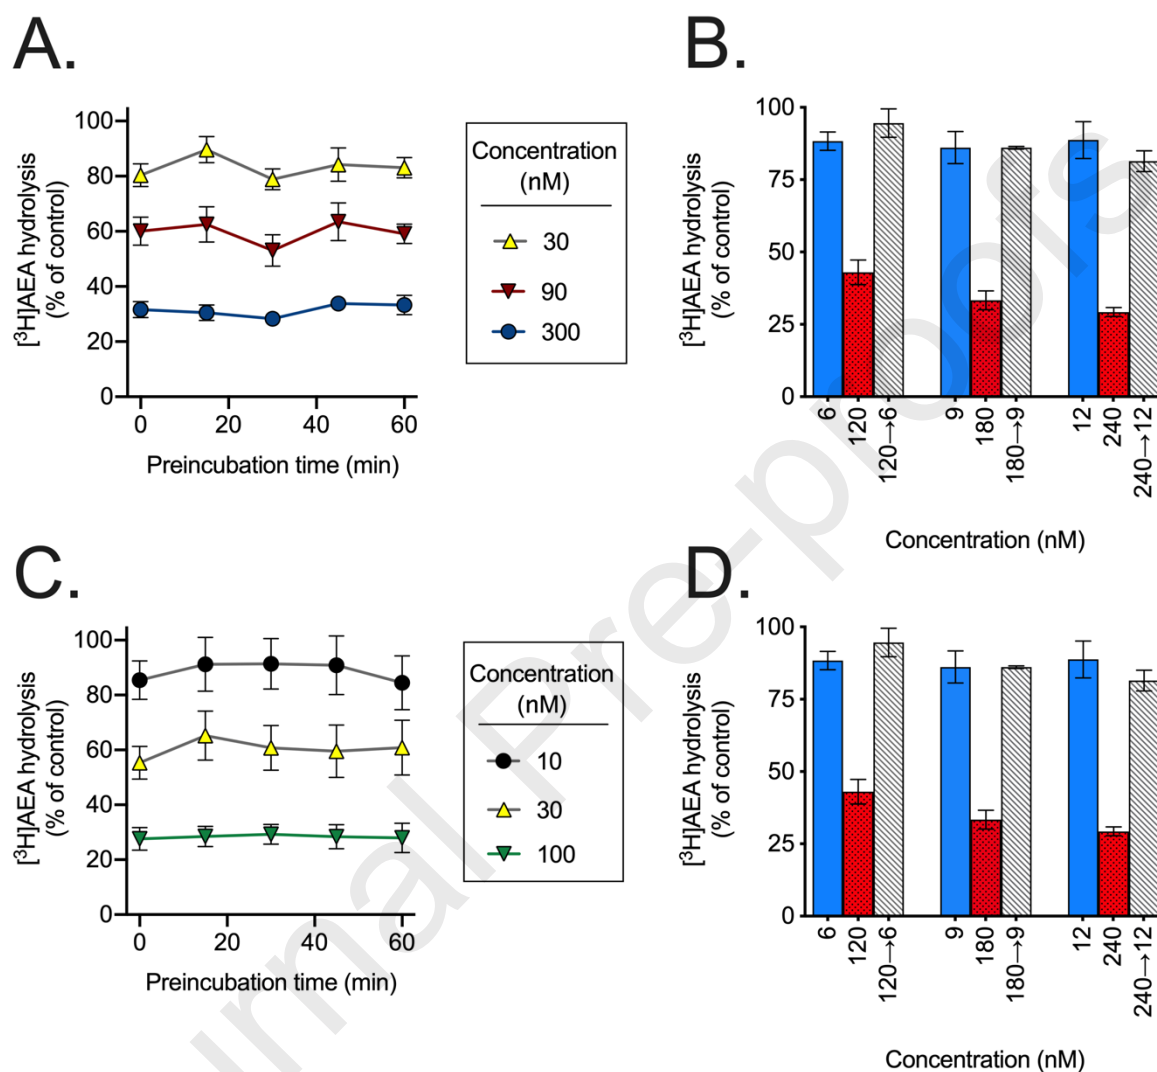 A.
[³H]AEA hydrolysis
(% of control)
100
80
60
40
20
0
0 20 40 60
Preincubation time (min)
Concentration
(nM)
30
90
300
B.
[³H]AEA hydrolysis
(% of control)
100
75
50
25
0
6
120
120→6
9
180
180→9
12
240
240→12
Concentration (nM)
C.
[³H]AEA hydrolysis
(% of control)
100
80
60
40
20
0
0 20 40 60
Preincubation time (min)
Concentration
(nM)
10
30
100
D.
[³H]AEA hydrolysis
(% of control)
100
75
50
25
0
6
120
120→6
9
180
180→9
12
240
240→12
Concentration (nM)
urnal Pre-proofs